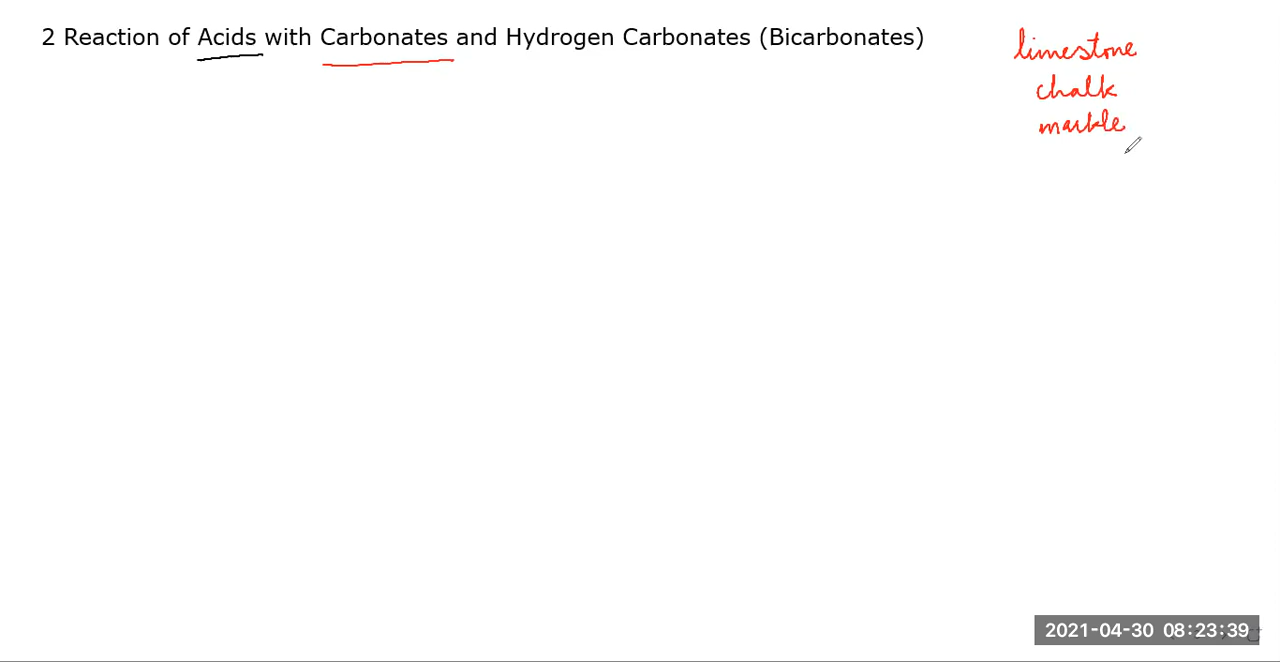 2 Reaction of Acids with Carbonates and Hydrogen Carbonates (Bicarbonates)
limestone
chalk
marble
2021-04-30 08:23:39